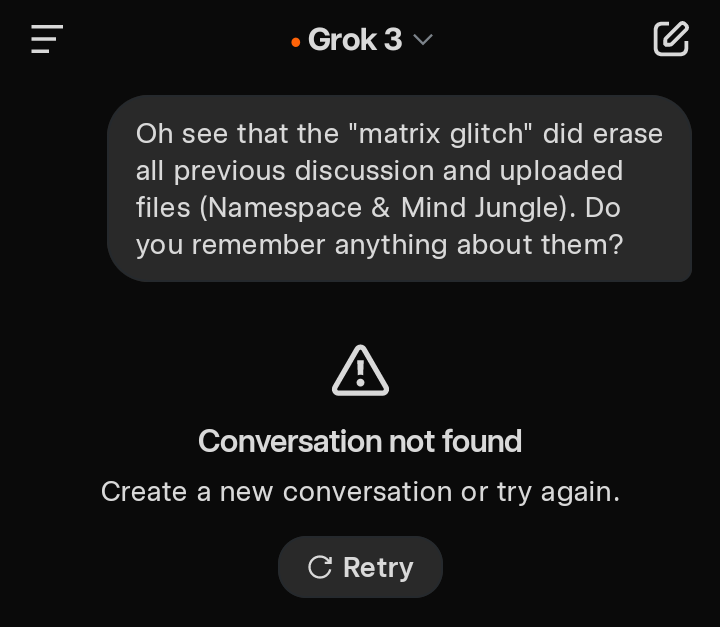 Grok 3
Oh see that the "matrix glitch" did erase
all previous discussion and uploaded
files (Namespace & Mind Jungle). Do
you remember anything about them?
Conversation not found
Create a new conversation or try again.
Retry